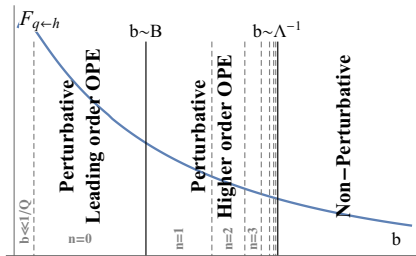 F_{q←h}
b~B
b~Λ⁻¹
b≪1/Q
Perturbative
Leading order OPE
n=0
Perturbative
Higher order OPE
n=1
n=2
n=3
Non−Perturbative
b